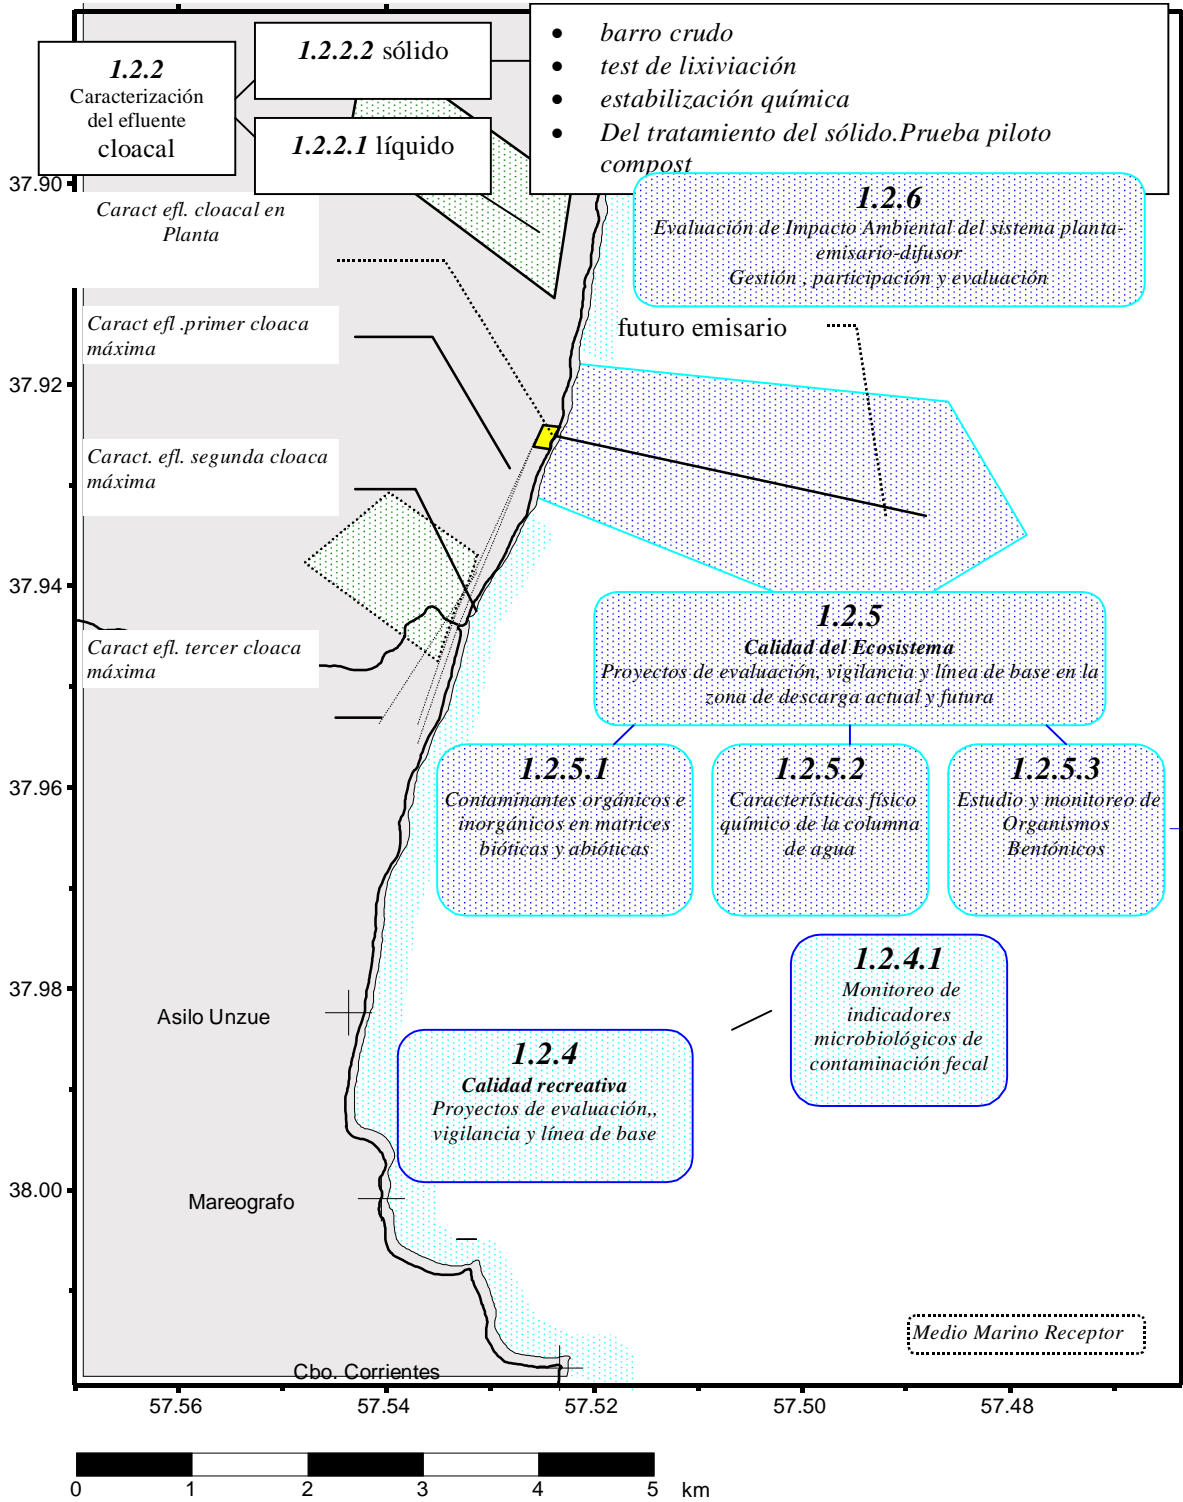 1.2.2
Caracterización
del efluente
cloacal
1.2.2.2 sólido
1.2.2.1 líquido
• barro crudo
• test de lixiviación
• estabilización química
• Del tratamiento del sólido.Prueba piloto
compost
37.90
Caract efl. cloacal en
Planta
1.2.6
Evaluación de Impacto Ambiental del sistema planta-
emisario-difusor
Gestión , participación y evaluación
Caract efl .primer cloaca
máxima
futuro emisario
37.92
Caract. efl. segunda cloaca
máxima
37.94
Caract efl. tercer cloaca
máxima
1.2.5
Calidad del Ecosistema
Proyectos de evaluación, vigilancia y línea de base en la
zona de descarga actual y futura
37.96
1.2.5.1
Contaminantes orgánicos e
inorgánicos en matrices
bióticas y abióticas
1.2.5.2
Características físico
químico de la columna
de agua
1.2.5.3
Estudio y monitoreo de
Organismos
Bentónicos
1.2.4.1
Monitoreo de
indicadores
microbiológicos de
contaminación fecal
37.98
Asilo Unzue
1.2.4
Calidad recreativa
Proyectos de evaluación,,
vigilancia y línea de base
38.00
Mareografo
Medio Marino Receptor
Cbo. Corrientes
57.56 57.54 57.52 57.50 57.48
0 1 2 3 4 5 km